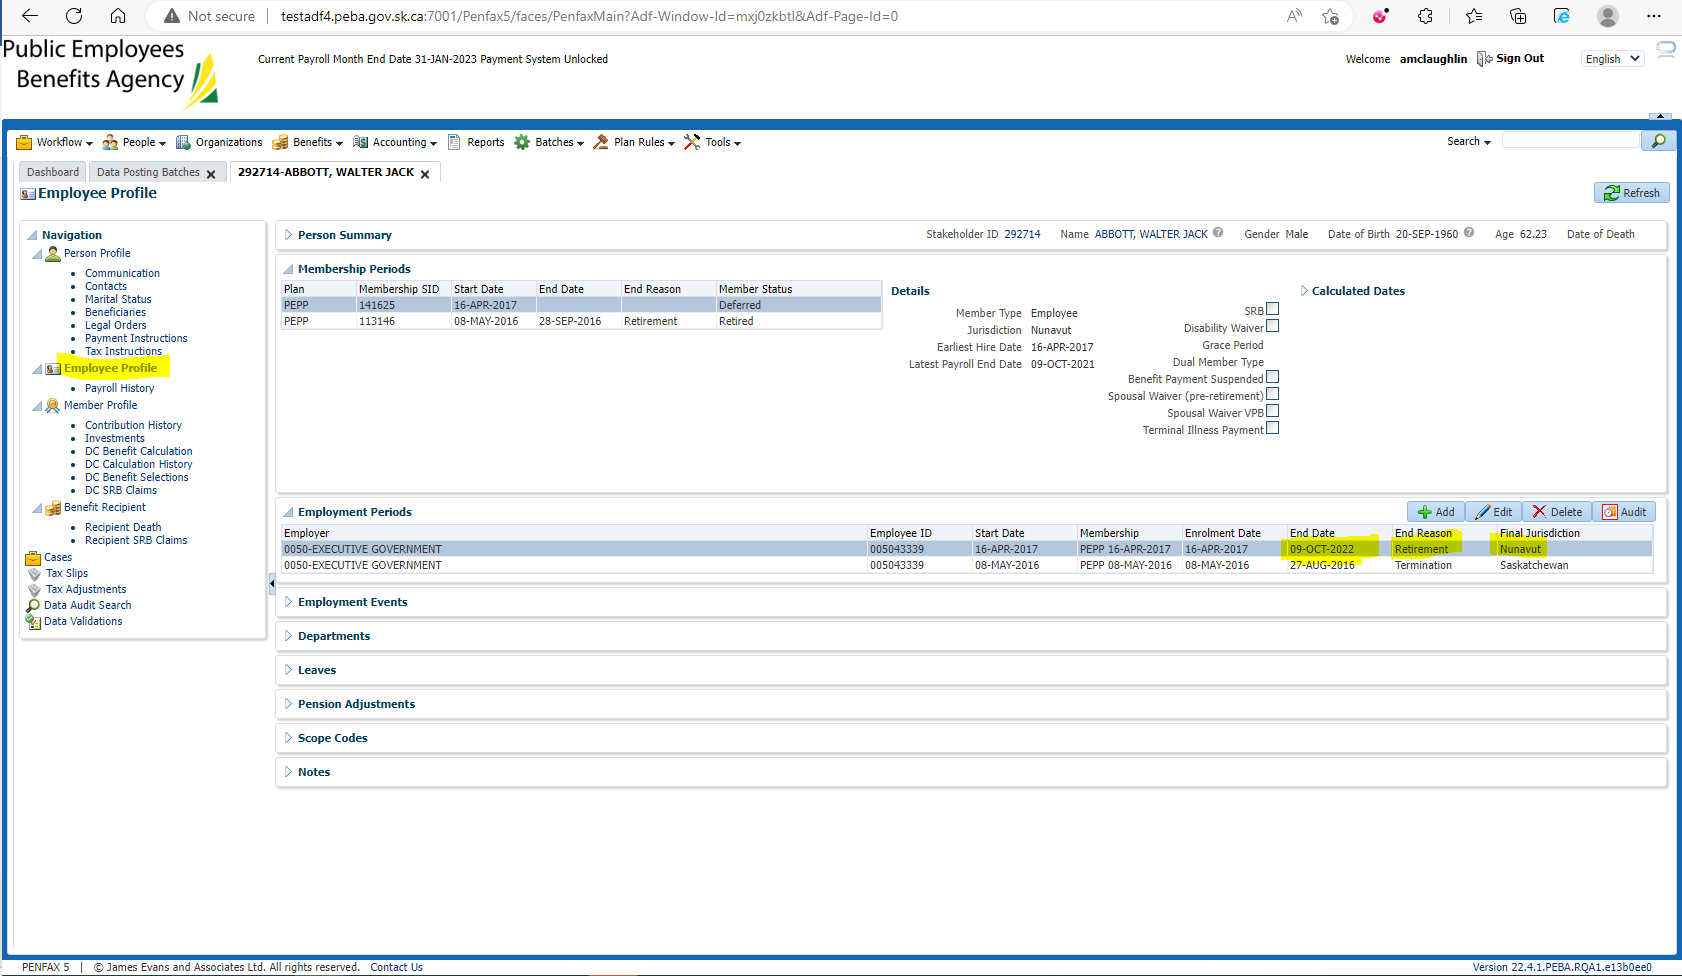 Not secure testadf4.peba.gov.sk.ca:7001/Penfax5/faces/PenfaxMain?Adf-Window-Id=mxj0zkbtl&Adf-Page-Id=0
Public Employees
Benefits Agency
Current Payroll Month End Date 31-JAN-2023 Payment System Unlocked
Welcome amclaughlin Sign Out English
Workflow People Organizations Benefits Accounting Reports Batches Plan Rules Tools Search
Dashboard Data Posting Batches 292714-ABBOTT, WALTER JACK
Employee Profile
Refresh
Navigation
Person Profile
Communication
Contacts
Marital Status
Beneficiaries
Legal Orders
Payment Instructions
Tax Instructions
Employee Profile
Payroll History
Member Profile
Contribution History
Investments
DC Benefit Calculation
DC Calculation History
DC Benefit Selections
DC SRB Claims
Benefit Recipient
Recipient Death
Recipient SRB Claims
Cases
Tax Slips
Tax Adjustments
Data Audit Search
Data Validations
Person Summary Stakeholder ID 292714 Name ABBOTT, WALTER JACK Gender Male Date of Birth 20-SEP-1960 Age 62.23 Date of Death
Membership Periods
Plan Membership SID Start Date End Date End Reason Member Status
PEPP 141625 16-APR-2017 Deferred
PEPP 113146 08-MAY-2016 28-SEP-2016 Retirement Retired
Details
Member Type Employee
Jurisdiction Nunavut
Earliest Hire Date 16-APR-2017
Latest Payroll End Date 09-OCT-2021
SRB
Disability Waiver
Grace Period
Dual Member Type
Benefit Payment Suspended
Spousal Waiver (pre-retirement)
Spousal Waiver VPB
Terminal Illness Payment
Calculated Dates
Employment Periods Add Edit Delete Audit
Employer Employee ID Start Date Membership Enrolment Date End Date End Reason Final Jurisdiction
0050-EXECUTIVE GOVERNMENT 005043339 16-APR-2017 PEPP 16-APR-2017 16-APR-2017 09-OCT-2022 Retirement Nunavut
0050-EXECUTIVE GOVERNMENT 005043339 08-MAY-2016 PEPP 08-MAY-2016 08-MAY-2016 27-AUG-2016 Termination Saskatchewan
Employment Events
Departments
Leaves
Pension Adjustments
Scope Codes
Notes
PENFAX 5 | © James Evans and Associates Ltd. All rights reserved. Contact Us
Version 22.4.1.PEBA.RQA1.e13b0ee0